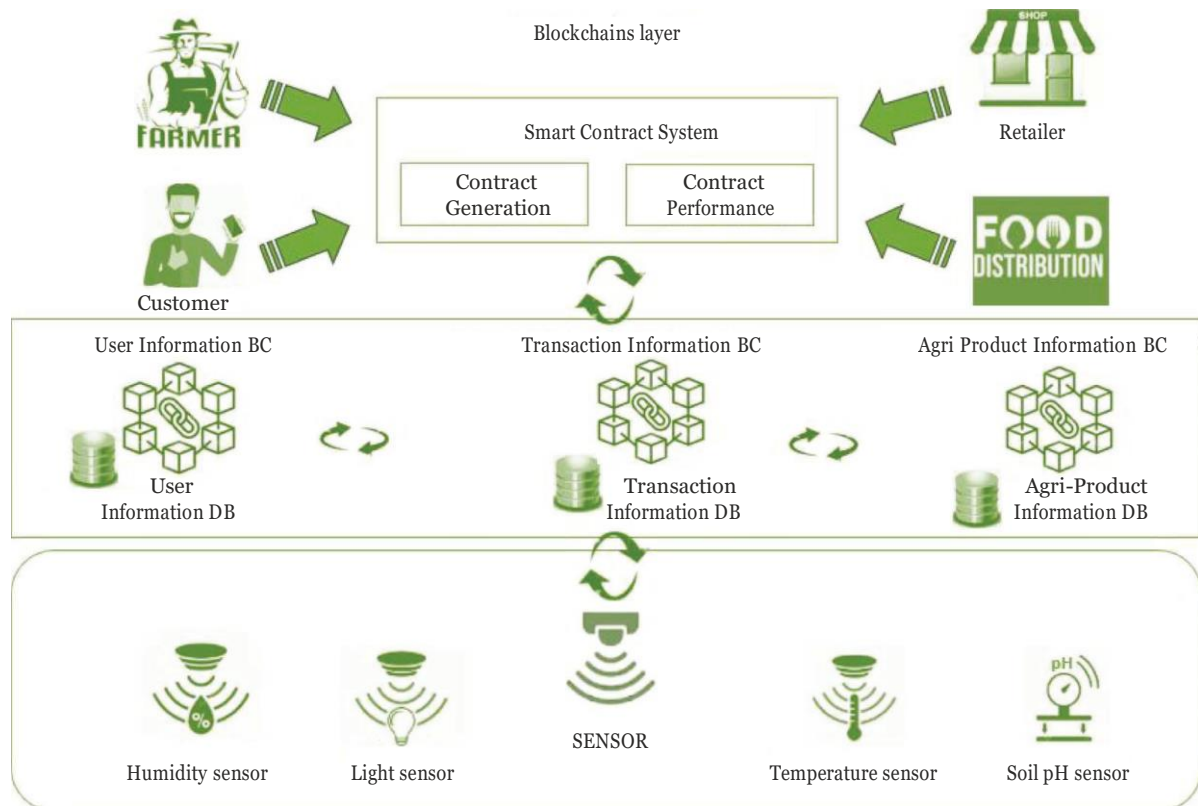 Blockchains layer
FARMER
SHOP
Retailer
Smart Contract System
Contract
Generation
Contract
Performance
Customer
FOOD
DISTRIBUTION
User Information BC
Transaction Information BC
Agri Product Information BC
User
Information DB
Transaction
Information DB
Agri-Product
Information DB
%
pH
SENSOR
Humidity sensor
Light sensor
Temperature sensor
Soil pH sensor